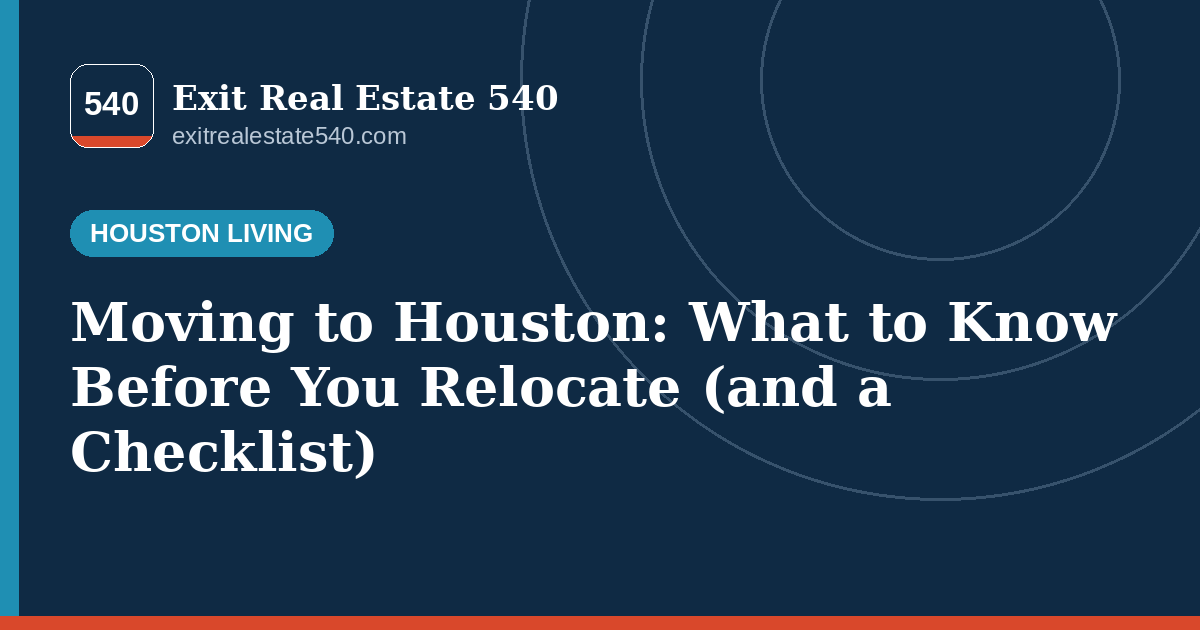 540
Exit Real Estate 540
exitrealestate540.com
HOUSTON LIVING
Moving to Houston: What to Know
Before You Relocate (and a
Checklist)